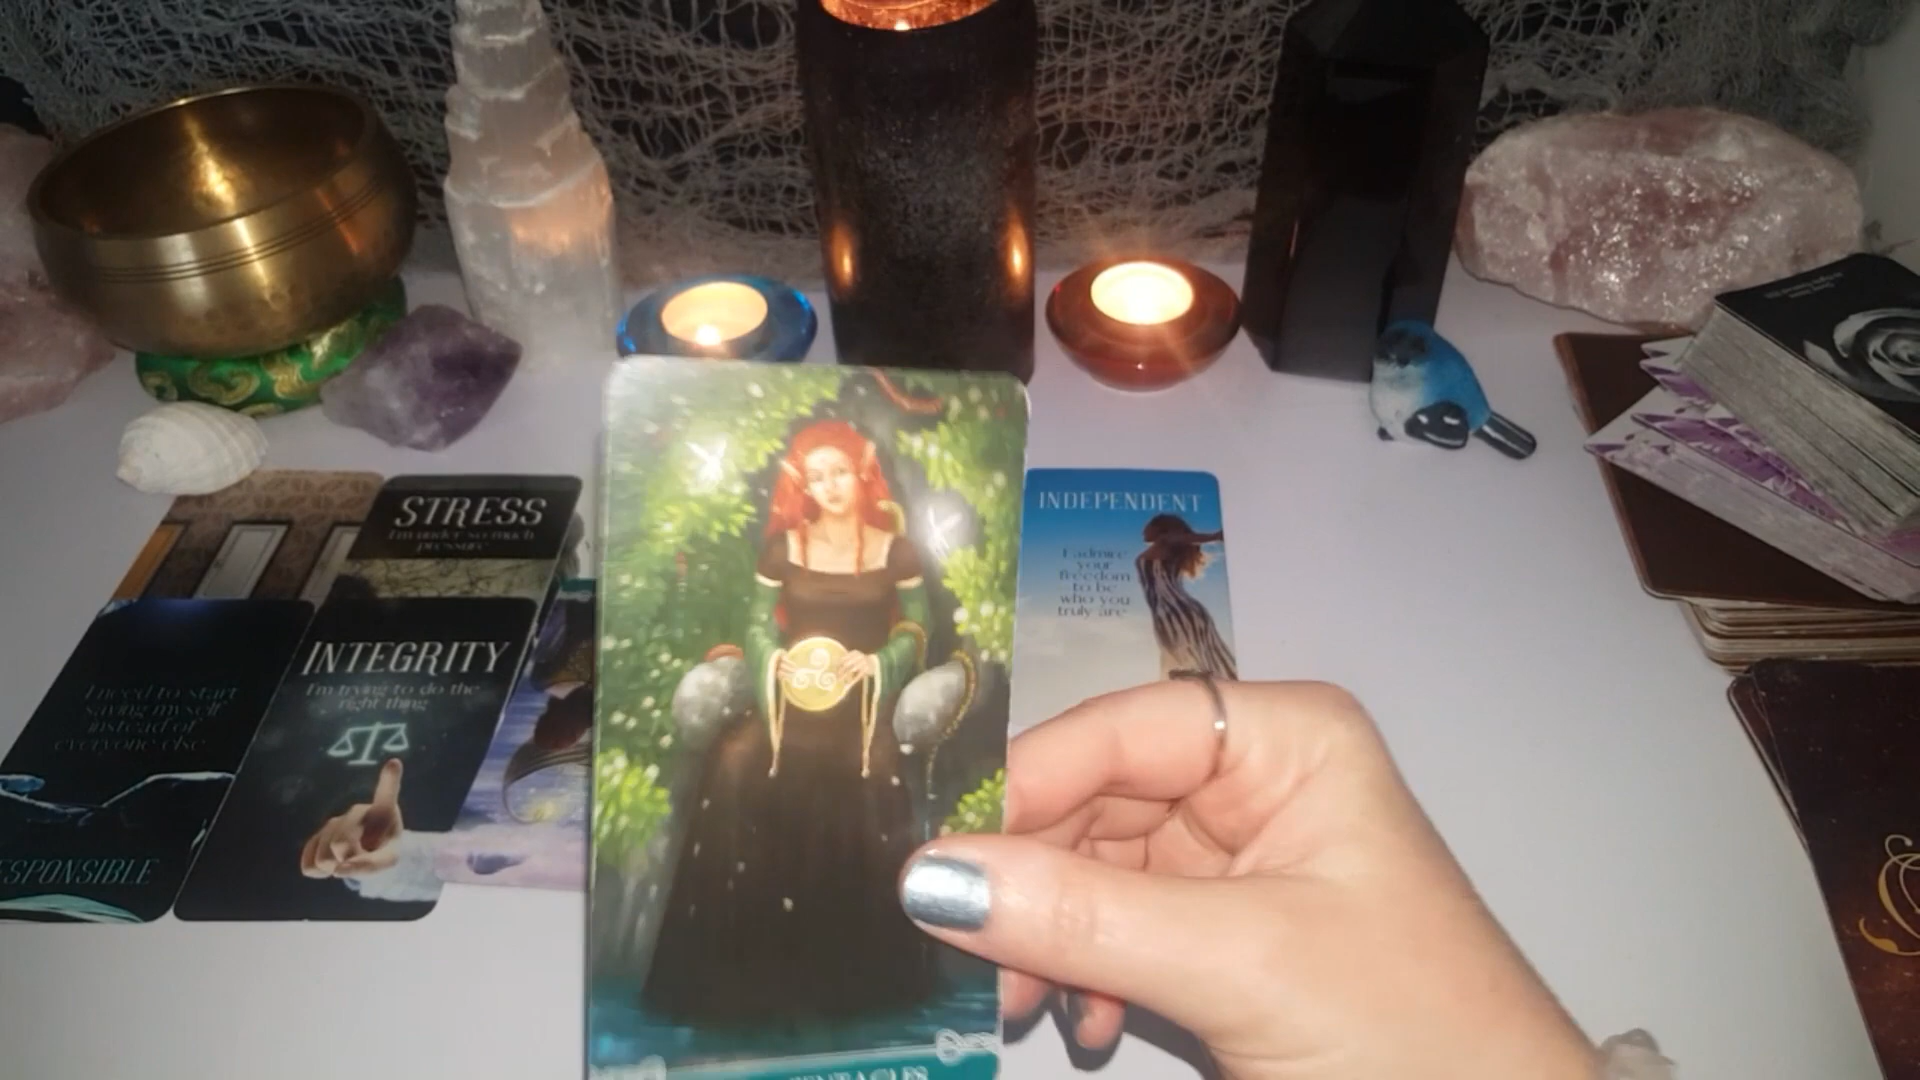 STRESS
I'm under so much
pressure
INDEPENDENT
I admire
your
freedom
to be
who you
truly are
INTEGRITY
I'm trying to do the
right thing
I need to start
saving myself
instead of
everyone else
ESPONSIBLE
PENTACLES